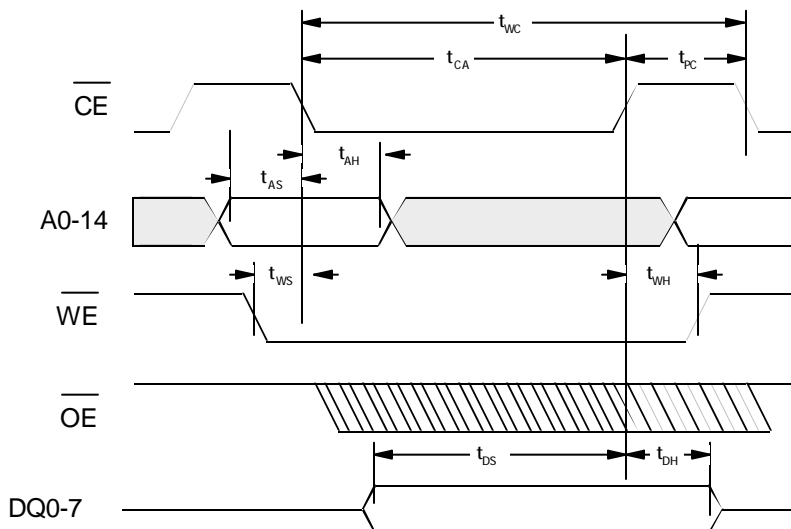 tWC
tCA
tPC
CE
tAH
tAS
A0-14
tWS
tWH
WE
OE
tDS
tDH
DQ0-7